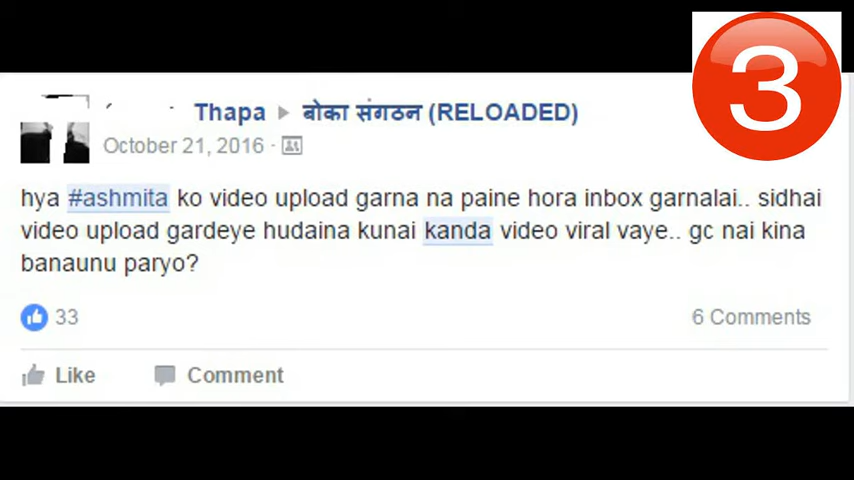 3
Thapa ▸ बोका संगठन (RELOADED)
October 21, 2016 ·
hya #ashmita ko video upload garna na paine hora inbox garnalai.. sidhai
video upload gardeye hudaina kunai kanda video viral vaye.. gc nai kina
banaunu paryo?
33
6 Comments
Like Comment